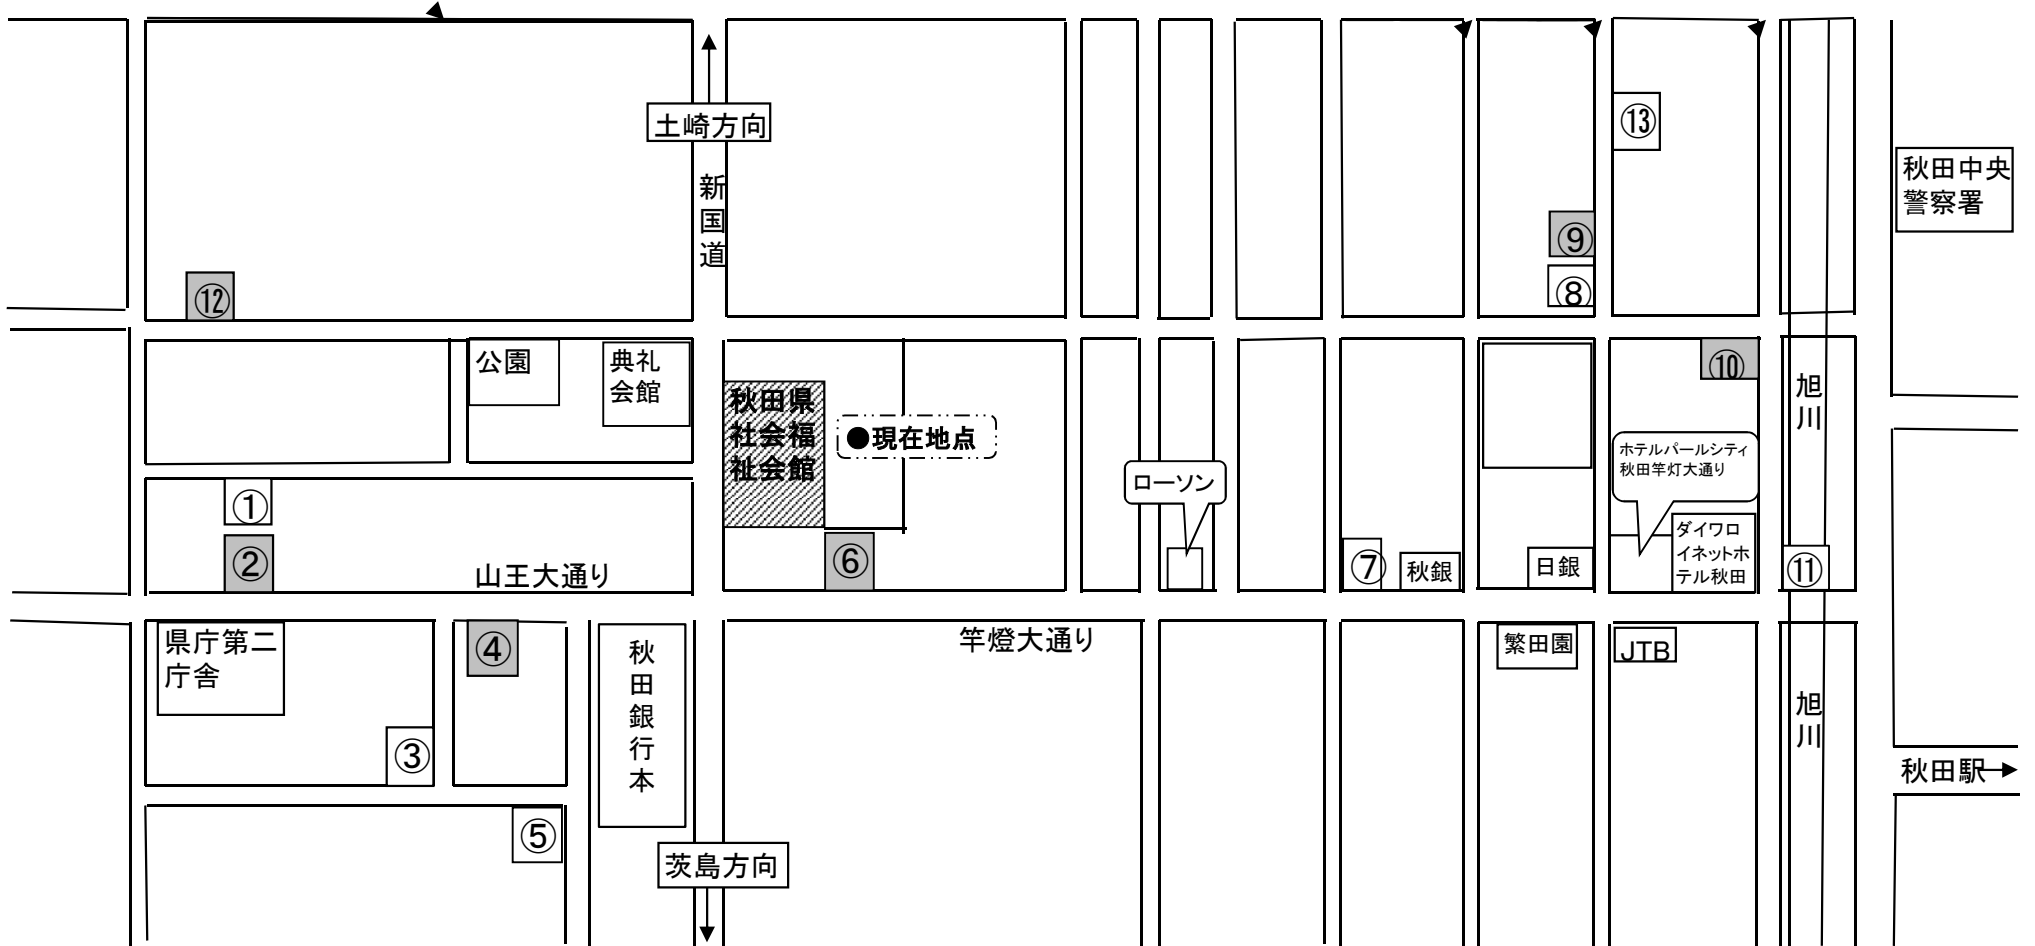 土崎方向
新
国
道
⑬
秋田中央
警察署
⑨
⑧
⑫
公園
典礼
会館
秋田県
社会福
祉会館
●現在地点
⑩
旭
川
ホテルパールシティ
秋田竿灯大通り
ローソン
①
②
山王大通り
⑥
⑦
秋銀
日銀
ダイワロ
イネットホ
テル秋田
⑪
県庁第二
庁舎
④
③
⑤
秋
田
銀
行
本
竿燈大通り
繁田園
JTB
旭
川
秋田駅
茨島方向